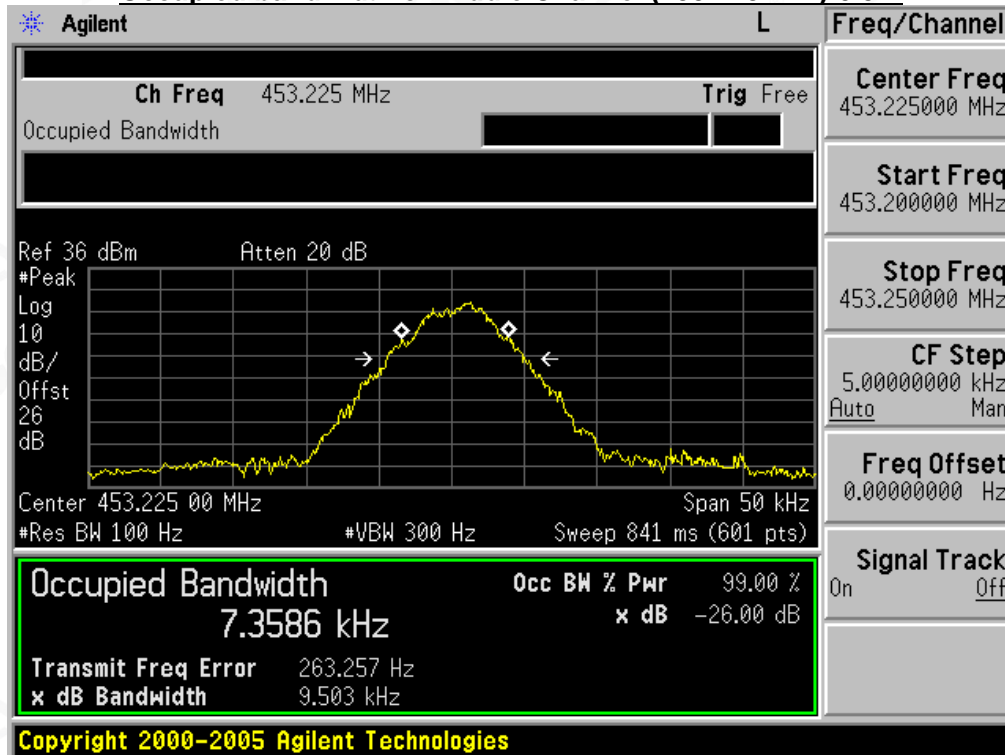 Agilent L
Freq/Channel
Ch Freq 453.225 MHz Trig Free
Occupied Bandwidth
Center Freq
453.225000 MHz
Start Freq
453.200000 MHz
Stop Freq
453.250000 MHz
CF Step
5.00000000 kHz
Auto Man
Freq Offset
0.00000000 Hz
Signal Track
On Off
Ref 36 dBm Atten 20 dB
#Peak
Log
10
dB/
Offst
26
dB
Center 453.225 00 MHz Span 50 kHz
#Res BW 100 Hz #VBW 300 Hz Sweep 841 ms (601 pts)
Occupied Bandwidth Occ BW % Pwr 99.00 %
7.3586 kHz x dB -26.00 dB
Transmit Freq Error 263.257 Hz
x dB Bandwidth 9.503 kHz
Copyright 2000-2005 Agilent Technologies